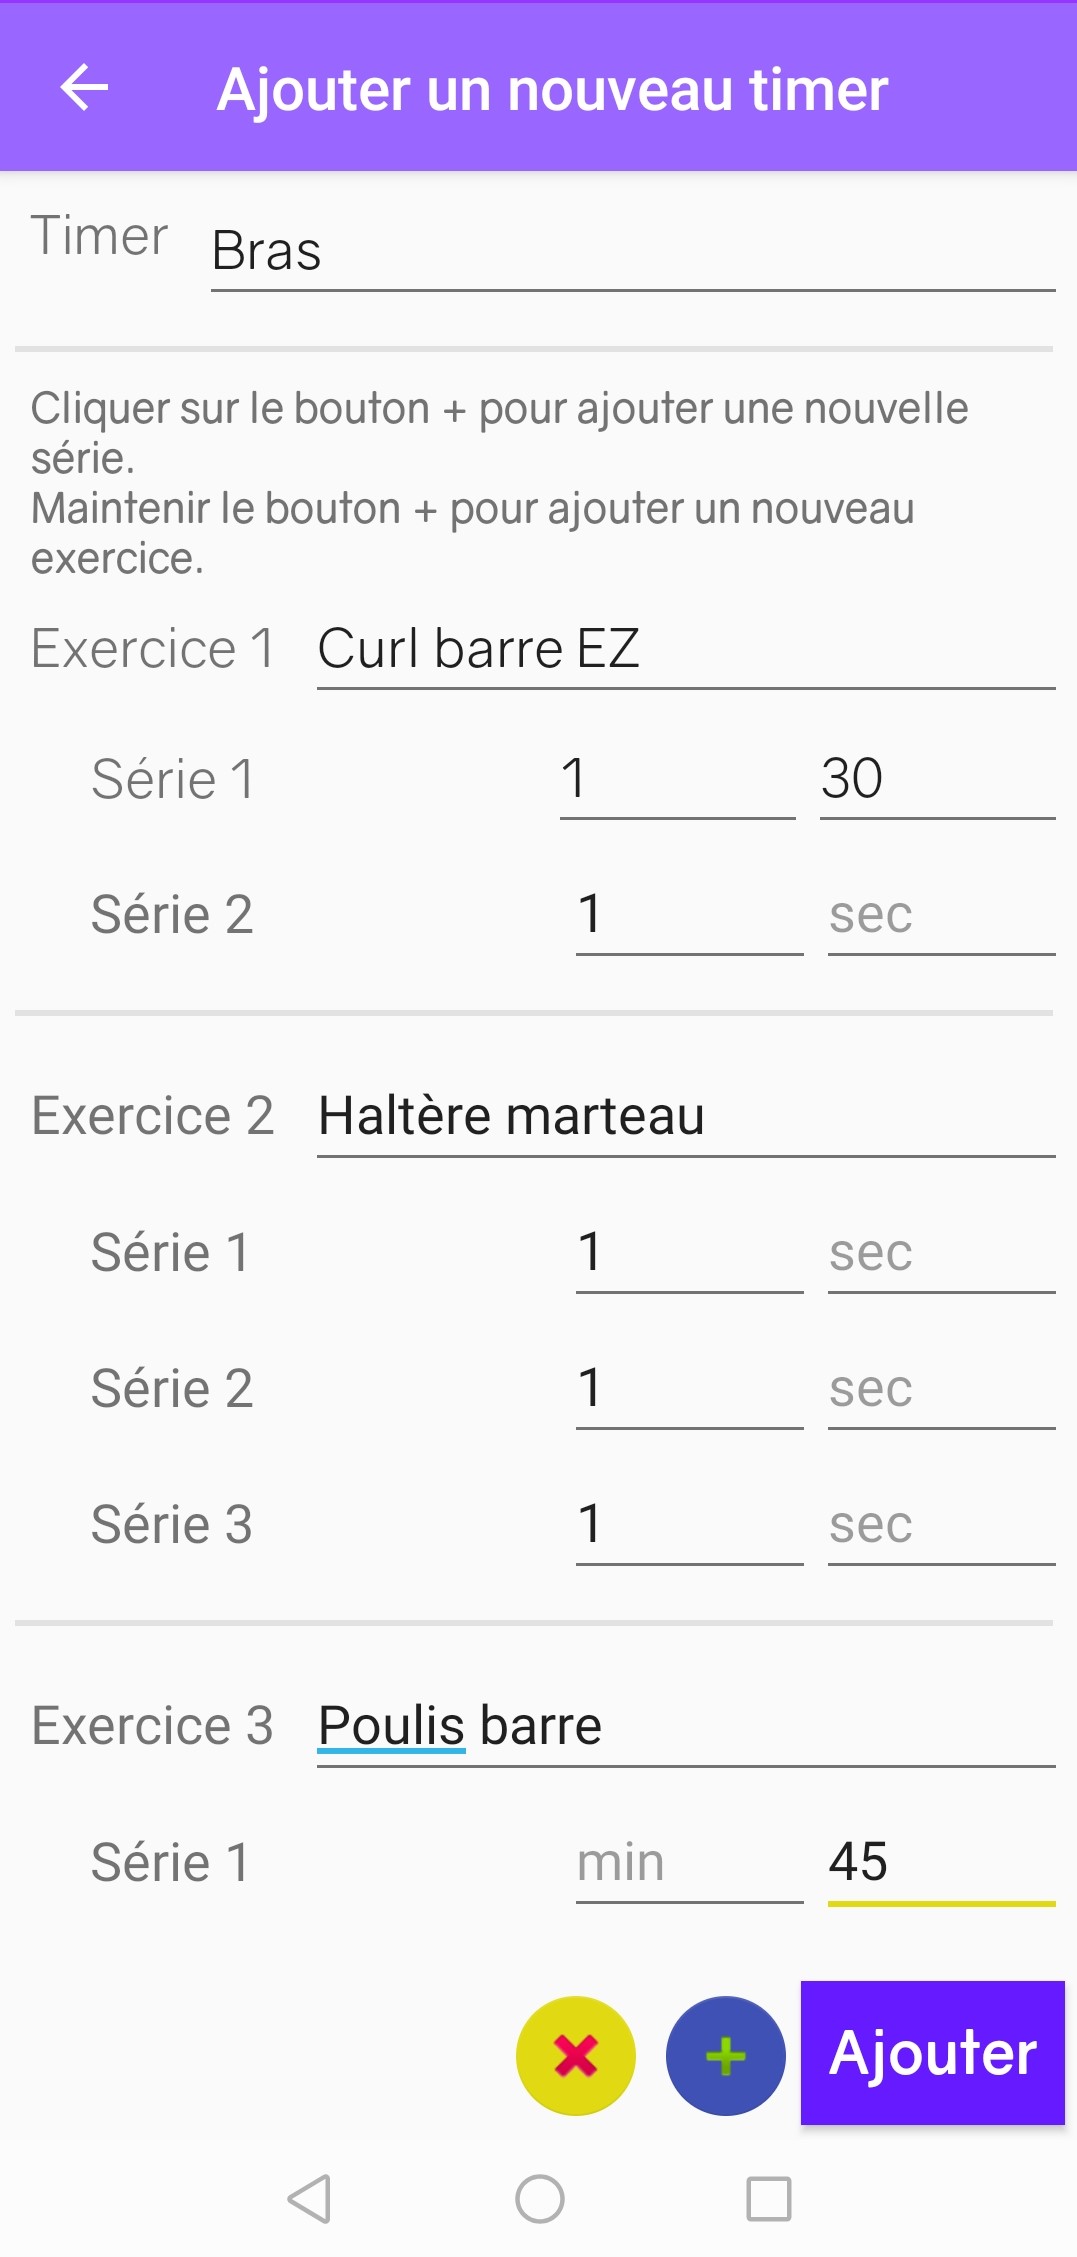 Ajouter un nouveau timer
Timer Bras
Cliquer sur le bouton + pour ajouter une nouvelle
série.
Maintenir le bouton + pour ajouter un nouveau
exercice.
Exercice 1 Curl barre EZ
Série 1 1 30
Série 2 1 sec
Exercice 2 Haltère marteau
Série 1 1 sec
Série 2 1 sec
Série 3 1 sec
Exercice 3 Poulis barre
Série 1 min 45
Ajouter